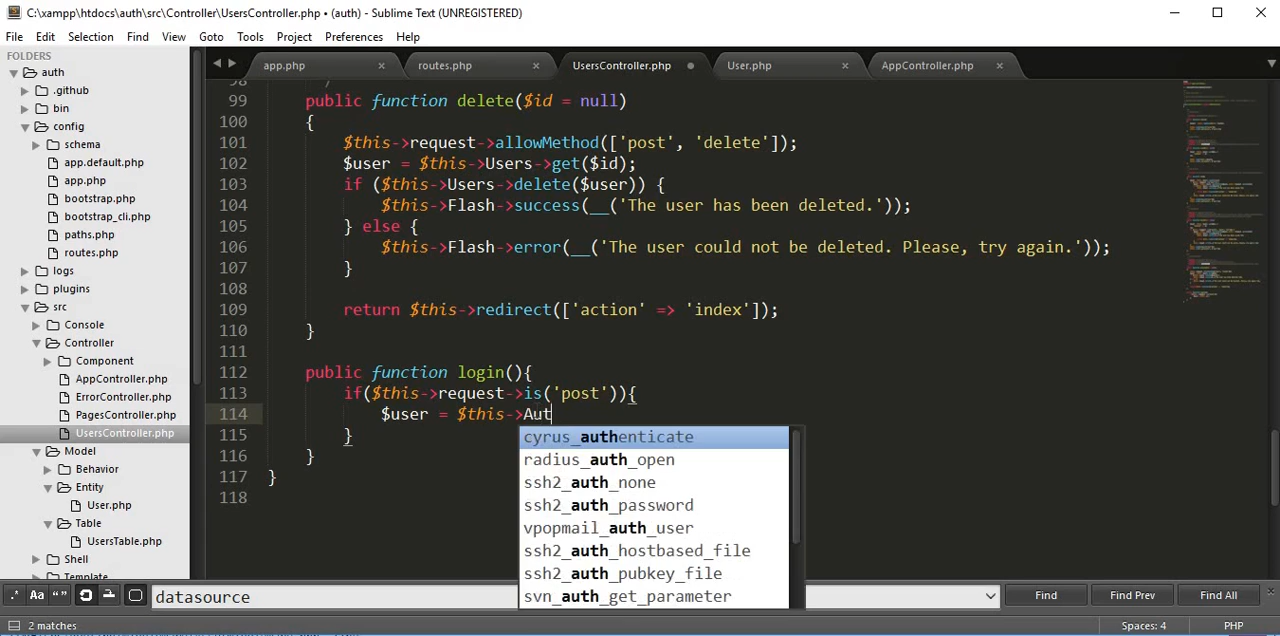 C:\xampp\htdocs\auth\src\Controller\UsersController.php • (auth) - Sublime Text (UNREGISTERED)
File Edit Selection Find View Goto Tools Project Preferences Help
FOLDERS
auth
.github
bin
config
schema
app.default.php
app.php
bootstrap.php
bootstrap_cli.php
paths.php
routes.php
logs
plugins
src
Console
Controller
Component
AppController.php
ErrorController.php
PagesController.php
UsersController.php
Model
Behavior
Entity
User.php
Table
UsersTable.php
Shell
Template
app.php × routes.php × UsersController.php User.php × AppController.php ×
98 */
99 public function delete($id = null)
100 {
101 $this->request->allowMethod(['post', 'delete']);
102 $user = $this->Users->get($id);
103 if ($this->Users->delete($user)) {
104 $this->Flash->success(__('The user has been deleted.'));
105 } else {
106 $this->Flash->error(__('The user could not be deleted. Please, try again.'));
107 }
108
109 return $this->redirect(['action' => 'index']);
110 }
111
112 public function login(){
113 if($this->request->is('post')){
114 $user = $this->Aut
115 }
116 }
117 }
118
cyrus_authenticate
radius_auth_open
ssh2_auth_none
ssh2_auth_password
vpopmail_auth_user
ssh2_auth_hostbased_file
ssh2_auth_pubkey_file
svn_auth_get_parameter
.* Aa “” datasource Find Find Prev Find All
2 matches Spaces: 4 PHP